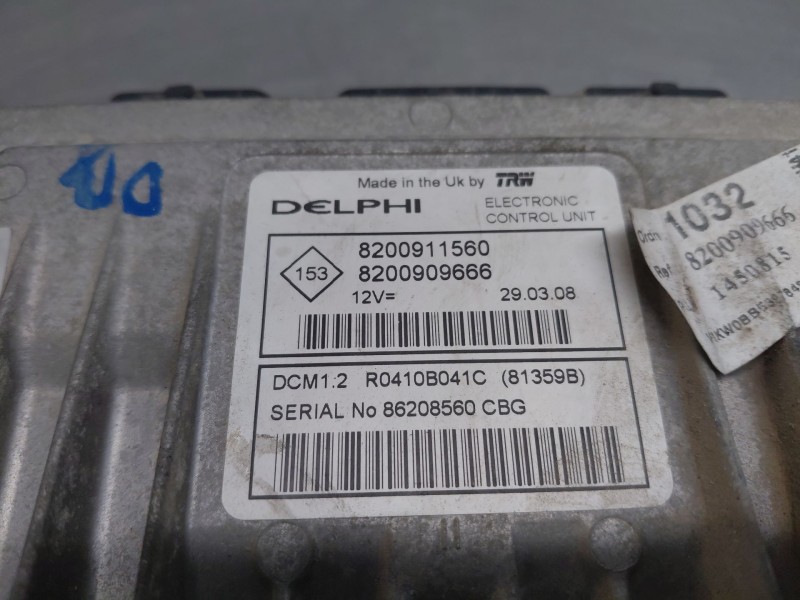 Made in the Uk by TRW
DELPHI
ELECTRONIC
CONTROL UNIT
153
8200911560
8200909666
12V= 29.03.08
DCM1.2 R0410B041C (81359B)
SERIAL No 86208560 CBG
1032
8200909666
1450815